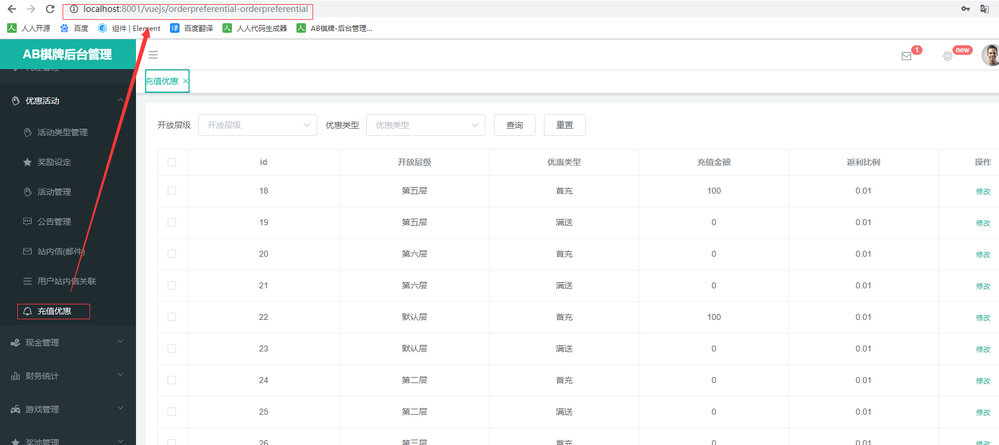 localhost:8001/vuejs/orderpreferential-orderpreferential
人人开源 百度 组件 | Element 译 百度翻译 人人代码生成器 AB棋牌-后台管理...
AB棋牌后台管理
1
new
代理管理
充值优惠
优惠活动
活动类型管理
奖励设定
活动管理
公告管理
站内信(邮件)
用户站内信关联
充值优惠
现金管理
财务统计
游戏管理
奖池管理
开放层级 开放层级 优惠类型 优惠类型 查询 重置
id 开放层级 优惠类型 充值金额 返利比例 操作
18 第五层 首充 100 0.01 修改
19 第五层 满送 0 0.01 修改
20 第六层 首充 0 0.01 修改
21 第六层 满送 0 0.01 修改
22 默认层 首充 100 0.01 修改
23 默认层 满送 0 0.01 修改
24 第二层 首充 0 0.01 修改
25 第二层 满送 0 0.01 修改
26 第三层 首充 0 0.01 修改